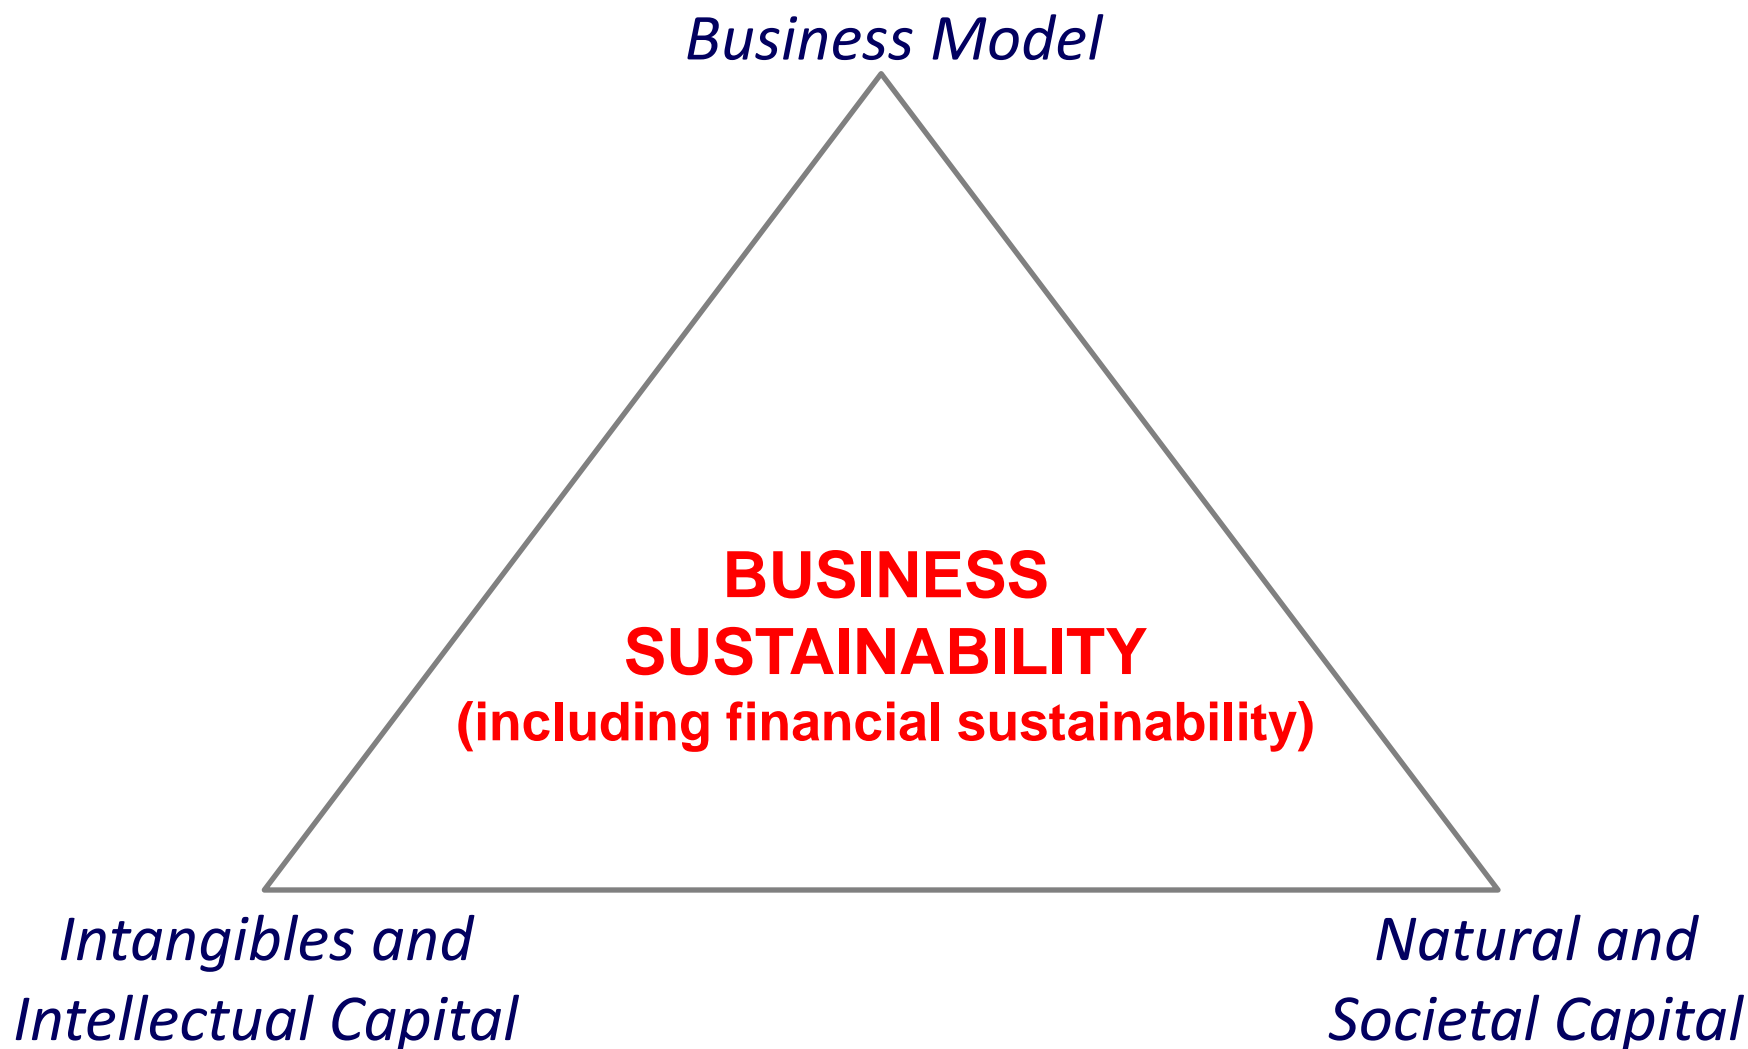 Business Model
BUSINESS
SUSTAINABILITY
(including financial sustainability)
Intangibles and
Intellectual Capital
Natural and
Societal Capital